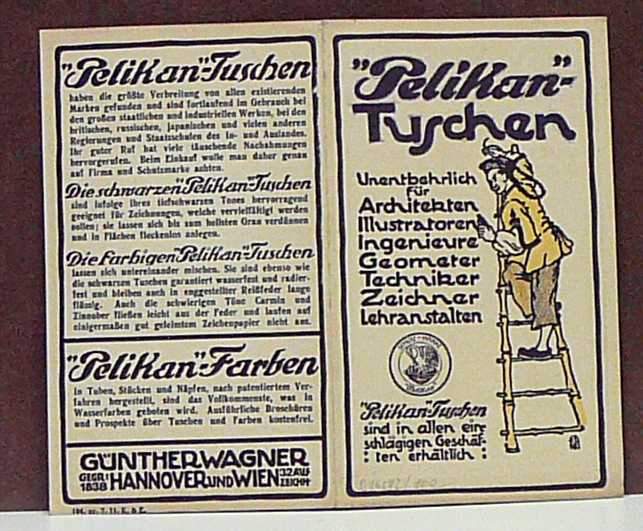 "Pelikan"-Tuschen
haben die größte Verbreitung von allen existierenden
Marken gefunden und sind fortlaufend im Gebrauch bei
den großen staatlichen und industriellen Werken, bei den
britischen, russischen, japanischen und vielen anderen
Regierungen und Staatsschulen des In- und Auslandes.
Ihr guter Ruf hat viele täuschende Nachahmungen
hervorgerufen. Beim Einkauf wolle man daher genau
auf Firma und Schutzmarke achten.
Die schwarzen "Pelikan"-Tuschen
sind infolge ihres tiefschwarzen Tones hervorragend
geeignet für Zeichnungen, welche vervielfältigt werden
sollen; sie lassen sich bis zum hellsten Grau verdünnen
und in Flächen fleckenlos anlegen.
Die farbigen "Pelikan"-Tuschen
lassen sich untereinander mischen. Sie sind ebenso wie
die schwarzen Tuschen garantiert wasserfest und radier-
fest und bleiben auch in angestellter Reißfeder lange
flüssig. Auch die schwierigen Töne Carmin und
Zinnober fließen leicht aus der Feder und laufen auf
einigermaßen gut geleimtem Zeichenpapier nicht aus.
"Pelikan"-Farben
in Tuben, Stücken und Näpfen, nach patentiertem Ver-
fahren hergestellt, sind das Vollkommenste, was in
Wasserfarben geboten wird. Ausführliche Broschüren
und Prospekte über Tuschen und Farben kostenfrei.
GÜNTHER WAGNER
GEGR: 1838 HANNOVER UND WIEN 32 AUSZEICHN
"Pelikan"-
Tuschen
Unentbehrlich
für
Architekten
Illustratoren
Ingenieure
Geometer
Techniker
Zeichner
Lehranstalten
"Pelikan"-Tuschen
sind in allen ein-
schlägigen Geschäf-
: ten erhältlich :